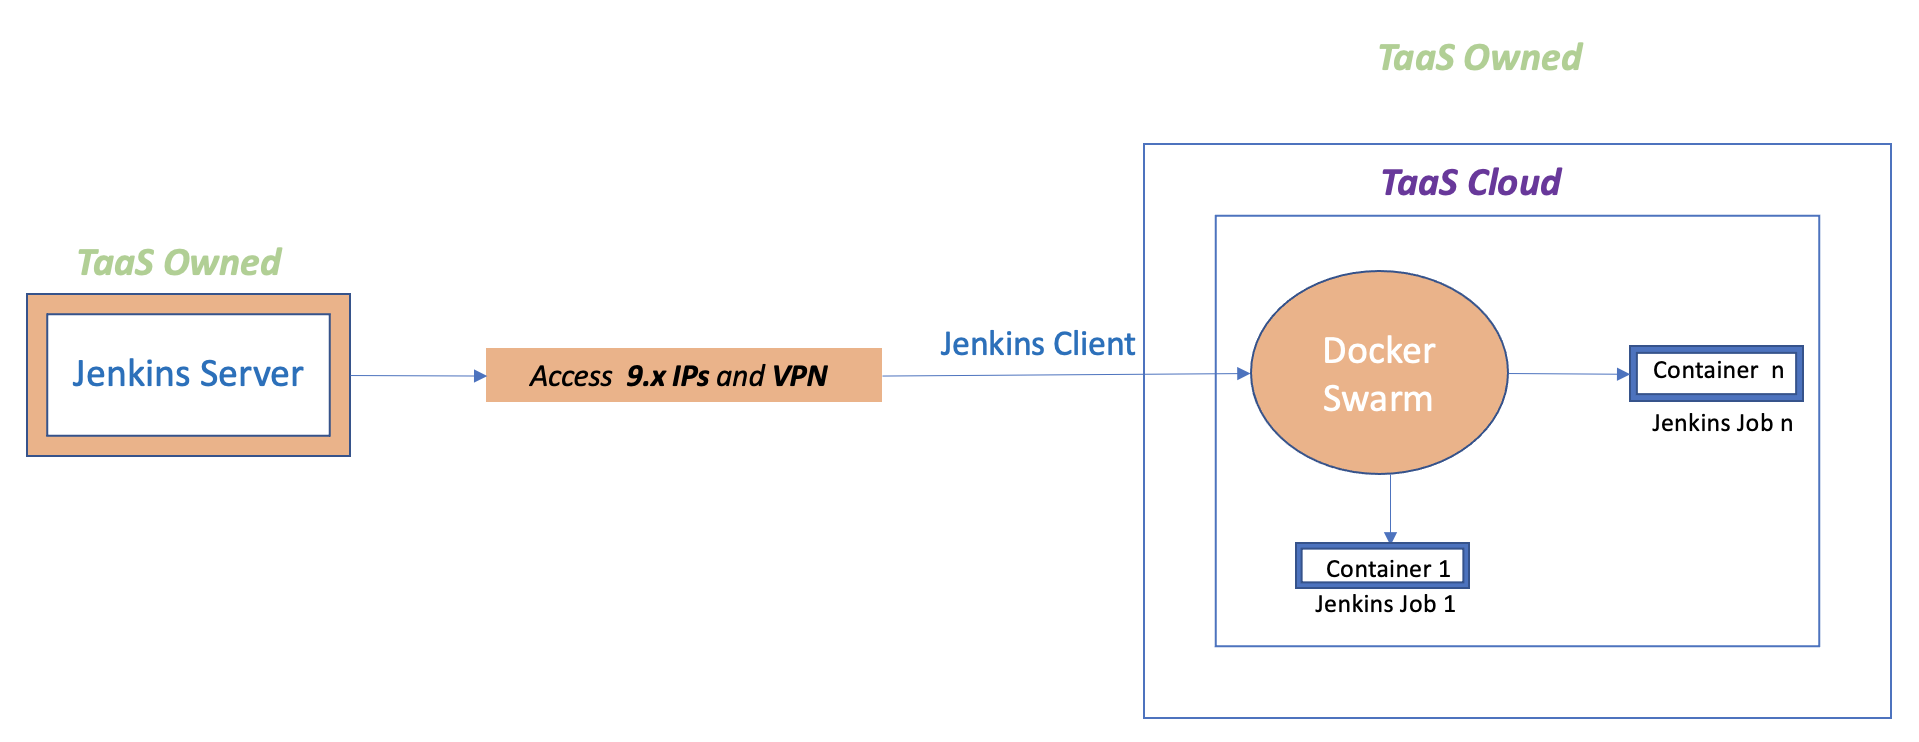 TaaS Owned
TaaS Cloud
TaaS Owned
Jenkins Server
Access 9.x IPs and VPN
Jenkins Client
Docker
Swarm
Container n
Jenkins Job n
Container 1
Jenkins Job 1